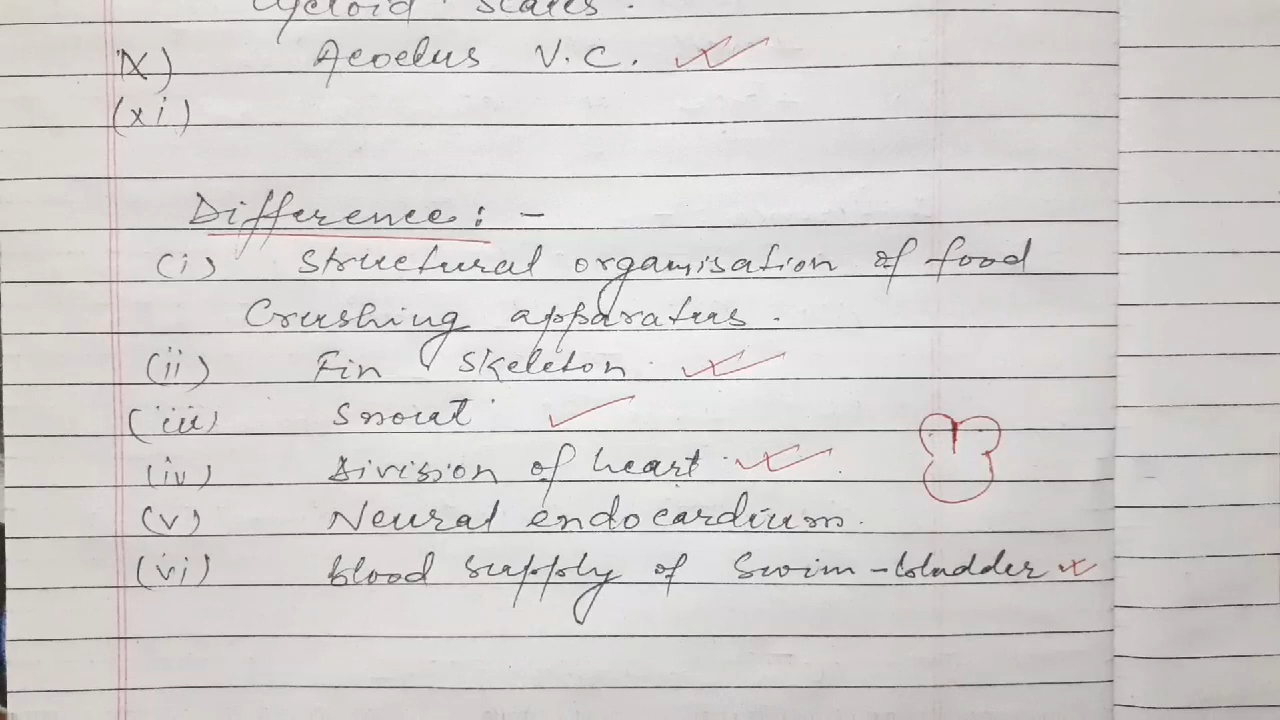 Cycloid scales.
X) Acoelus V.C.
(xi)
Difference : -
(i) Structural organisation of food
Crushing apparatus.
(ii) Fin Skeleton.
(iii) Snout
(iv) Division of heart.
(v) Neural endocardium.
(vi) blood supply of Swim-bladder